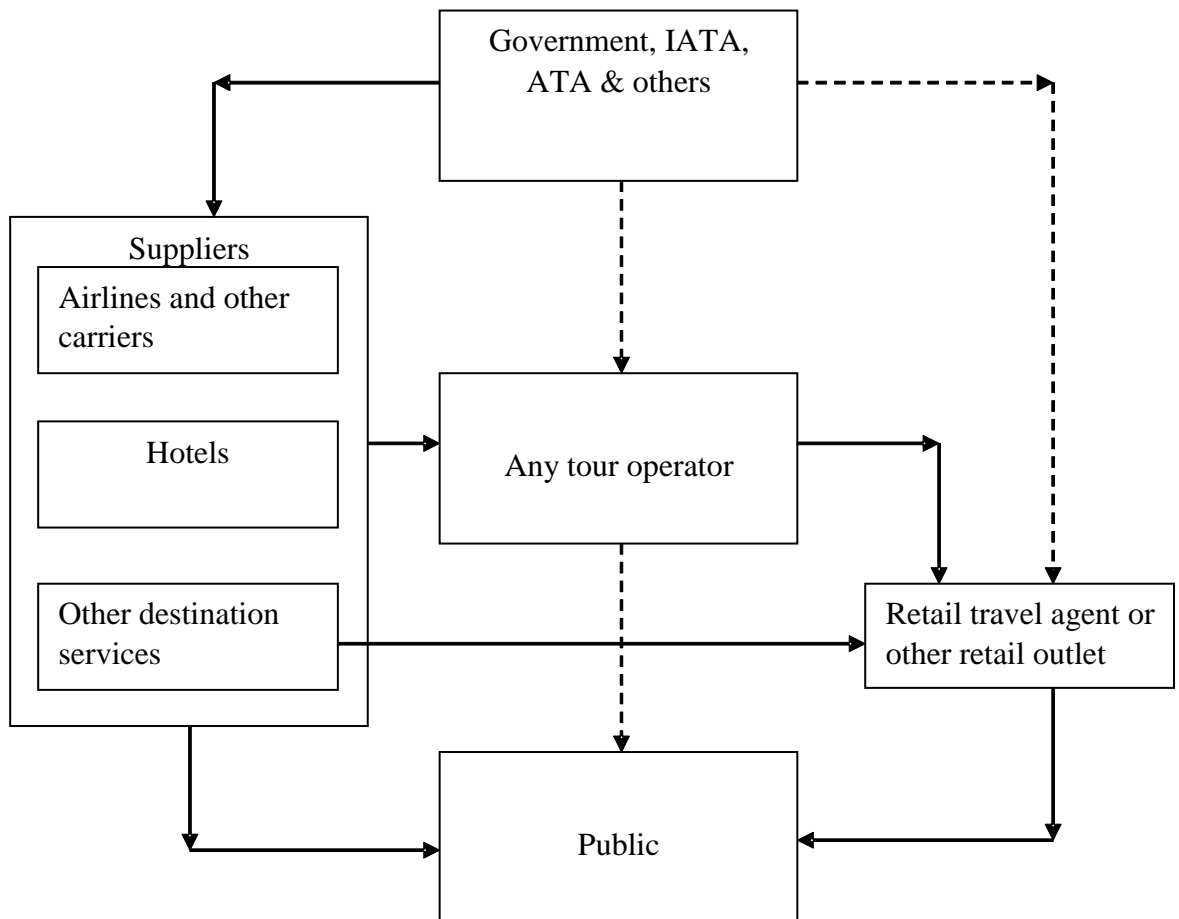 Government, IATA,
ATA & others
Suppliers
Airlines and other
carriers
Hotels
Any tour operator
Other destination
services
Retail travel agent or
other retail outlet
Public